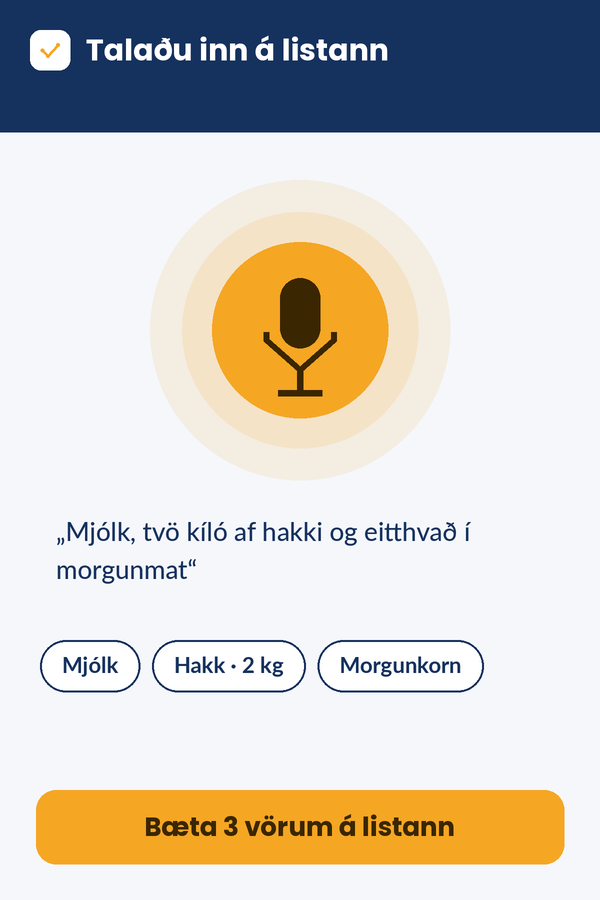 Talaðu inn á listann
„Mjólk, tvö kíló af hakki og eitthvað í
morgunmat“
Mjólk
Hakk · 2 kg
Morgunkorn
Bæta 3 vörum á listann